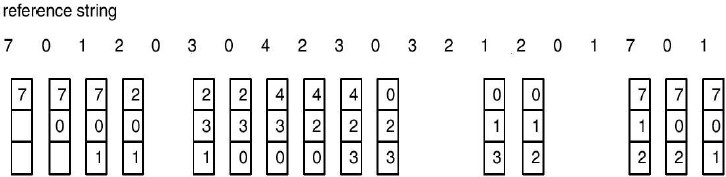 reference string
7 0 1 2 0 3 0 4 2 3 0 3 2 1 2 0 1 7 0 1
7 7 7 2 2 2 4 4 4 0 0 0 7 7 7
0 0 0 3 3 3 2 2 2 1 1 1 0 0
1 1 1 0 0 0 3 3 3 2 2 2 1